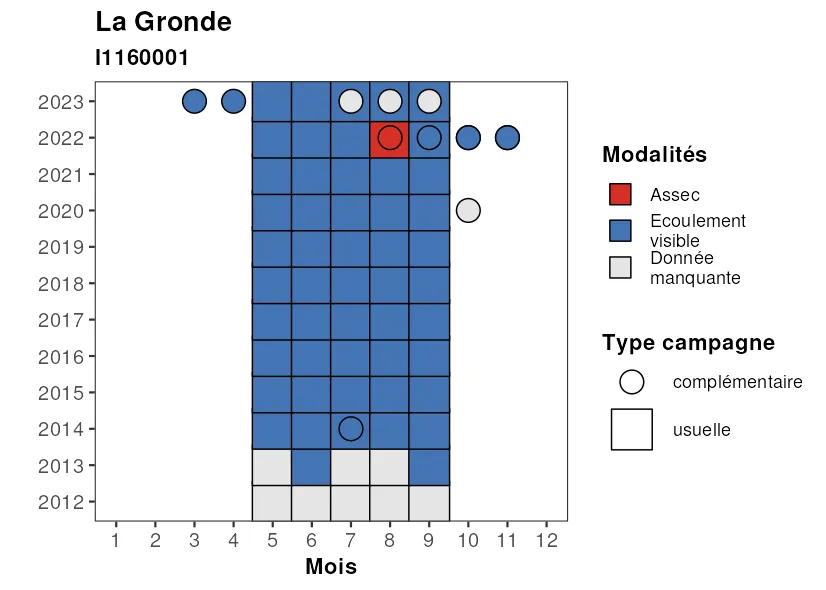 La Gronde
I1160001
2023
2022
2021
2020
2019
2018
2017
2016
2015
2014
2013
2012
1 2 3 4 5 6 7 8 9 10 11 12
Mois
Modalités
Assec
Ecoulement
visible
Donnée
manquante
Type campagne
complémentaire
usuelle